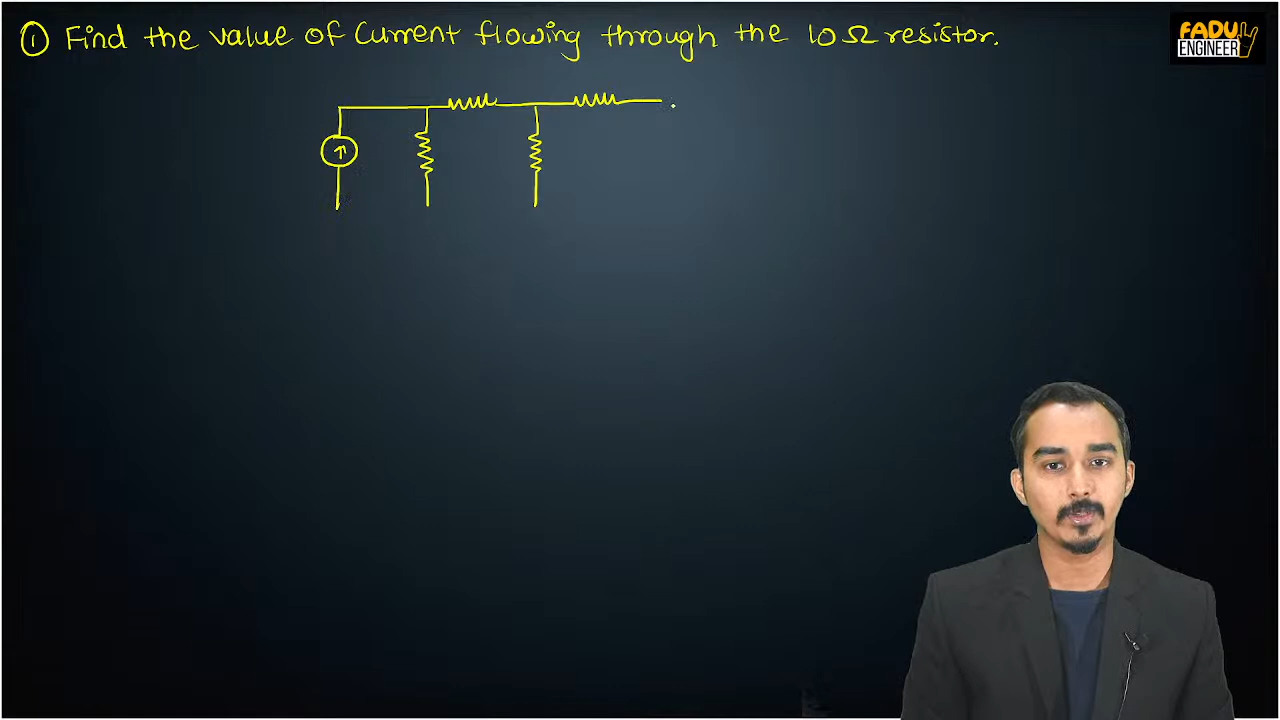 ① Find the value of current flowing through the 10Ω resistor.
FADU
ENGINEER